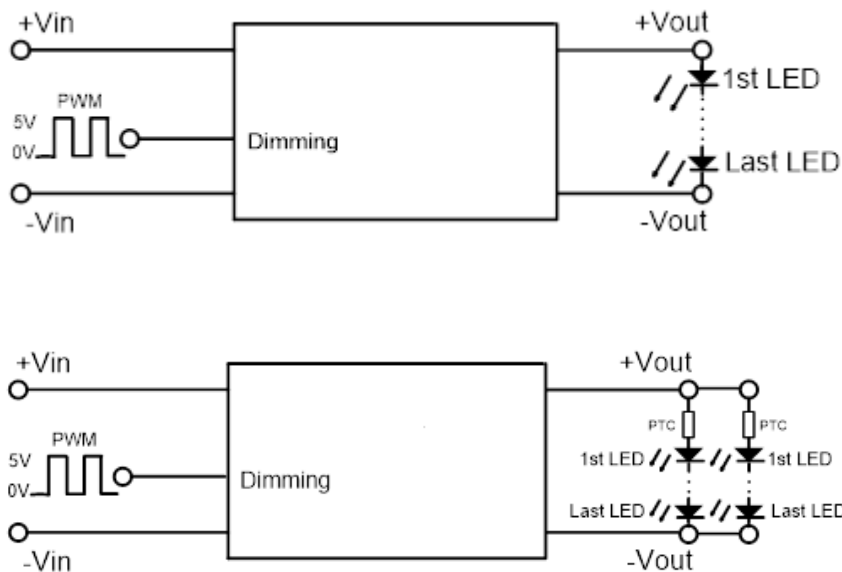 +Vin
+Vout
PWM
5V
0V
Dimming
1st LED
Last LED
-Vin
-Vout
+Vin
+Vout
PTC
PTC
PWM
5V
0V
Dimming
1st LED
1st LED
Last LED
Last LED
-Vin
-Vout